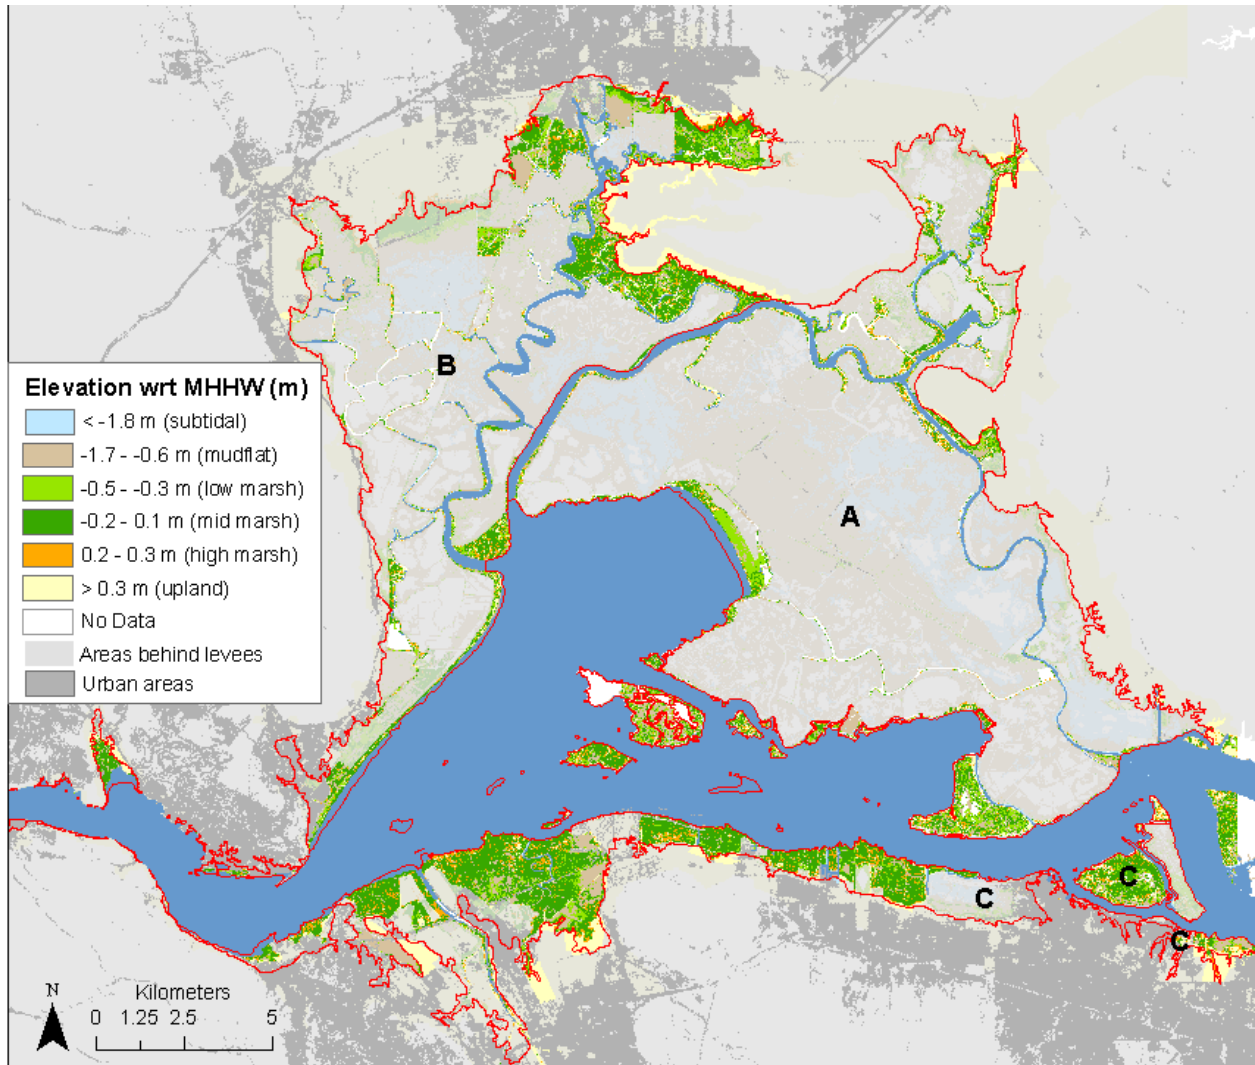 B
A
Elevation wrt MHHW (m)
< -1.8 m (subtidal)
-1.7 - -0.6 m (mudflat)
-0.5 - -0.3 m (low marsh)
-0.2 - 0.1 m (mid marsh)
0.2 - 0.3 m (high marsh)
> 0.3 m (upland)
No Data
Areas behind levees
Urban areas
C
C
C
N
Kilometers
0 1.25 2.5 5